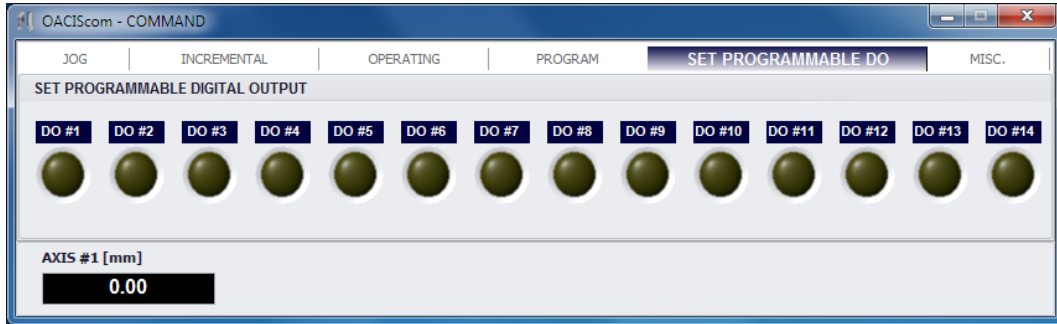 OACIScom - COMMAND
JOG INCREMENTAL OPERATING PROGRAM SET PROGRAMMABLE DO MISC.
SET PROGRAMMABLE DIGITAL OUTPUT
DO #1 DO #2 DO #3 DO #4 DO #5 DO #6 DO #7 DO #8 DO #9 DO #10 DO #11 DO #12 DO #13 DO #14
AXIS #1 [mm]
0.00